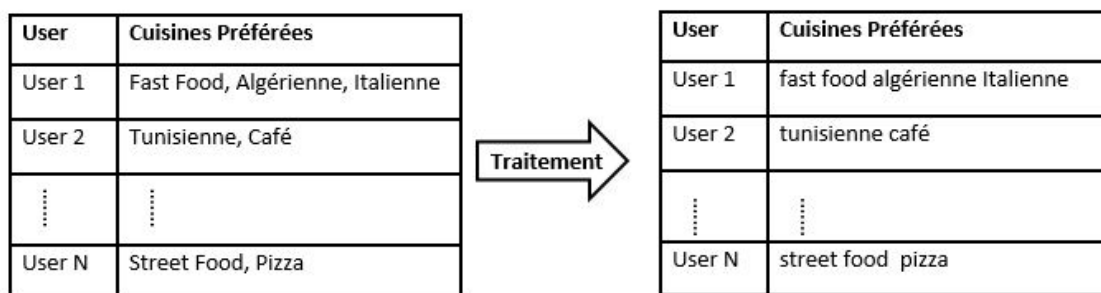 User Cuisines Préférées
User 1 Fast Food, Algérienne, Italienne
User 2 Tunisienne, Café
User N Street Food, Pizza
Traitement
User Cuisines Préférées
User 1 fast food algérienne Italienne
User 2 tunisienne café
User N street food pizza